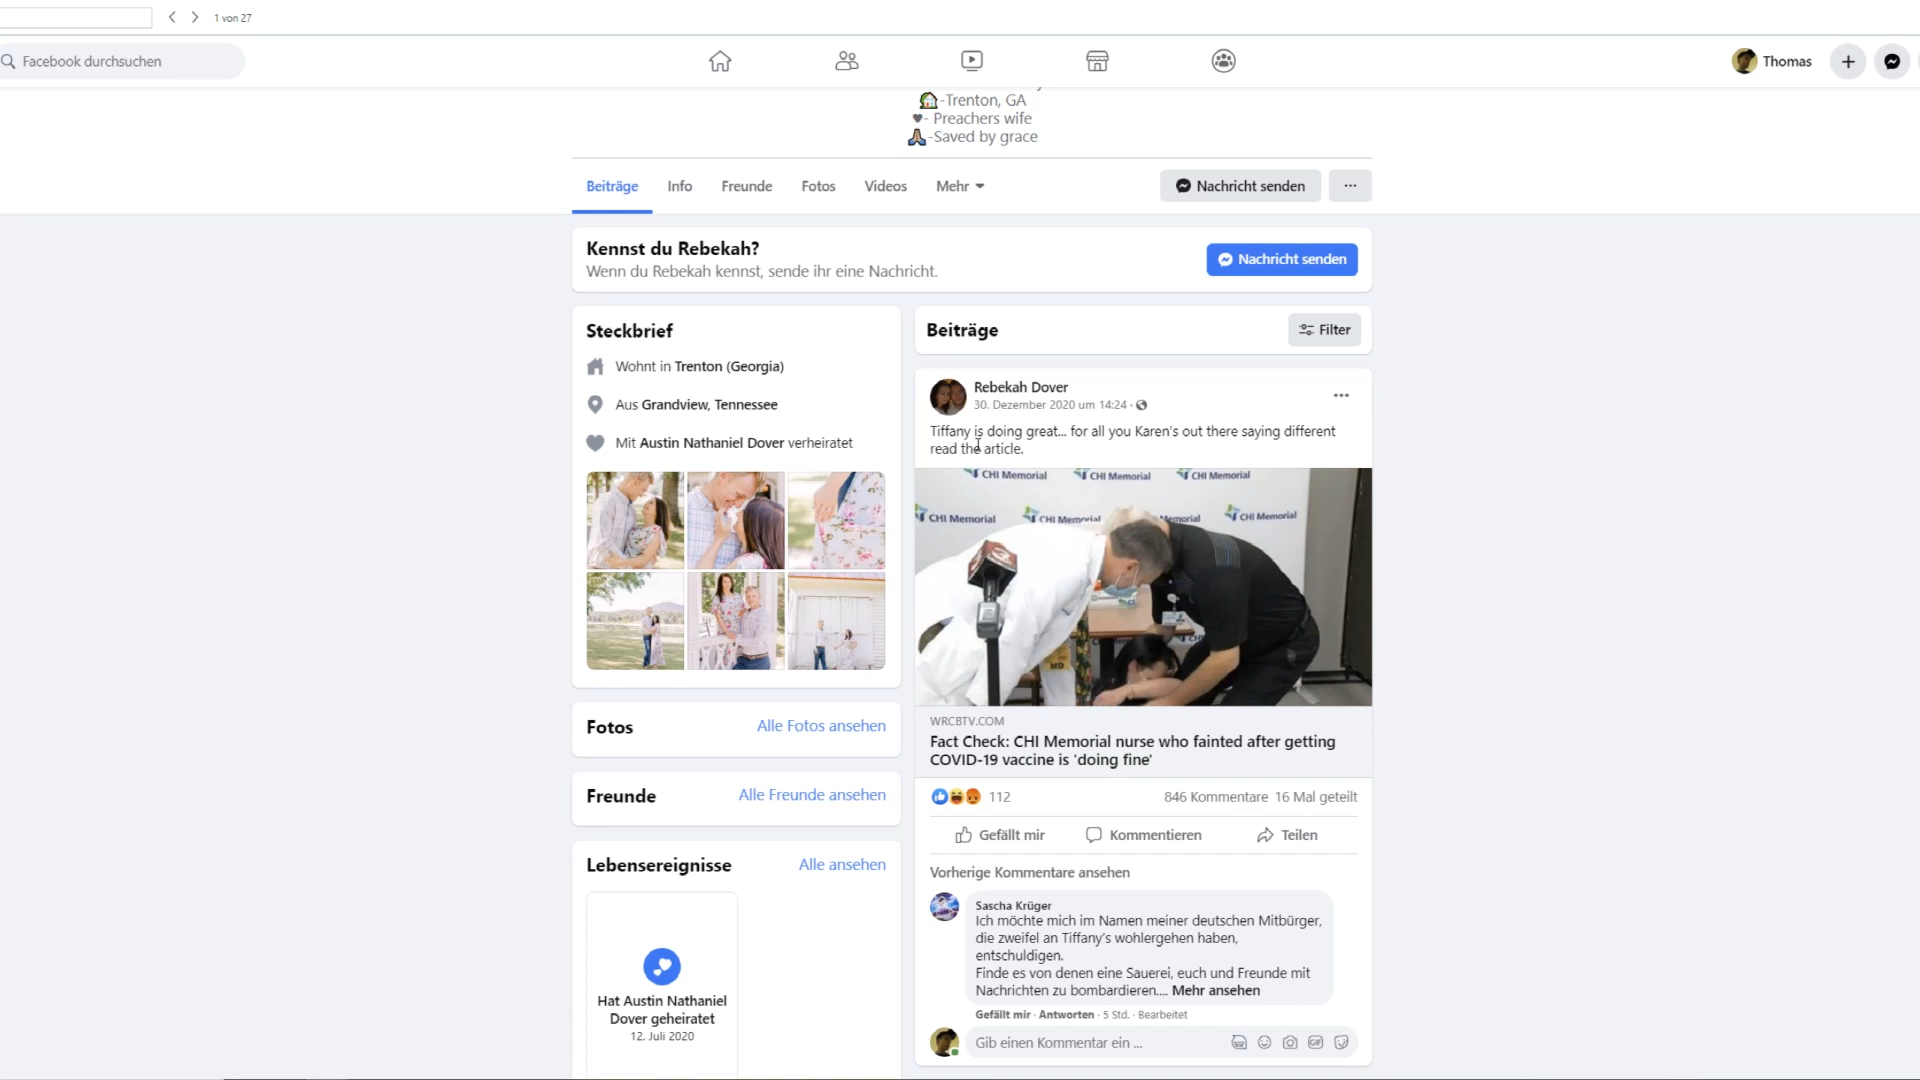 1 von 27
Facebook durchsuchen
Thomas
-Trenton, GA
- Preachers wife
-Saved by grace
Beiträge
Info
Freunde
Fotos
Videos
Mehr
Nachricht senden
Kennst du Rebekah?
Wenn du Rebekah kennst, sende ihr eine Nachricht.
Nachricht senden
Steckbrief
Wohnt in Trenton (Georgia)
Aus Grandview, Tennessee
Mit Austin Nathaniel Dover verheiratet
Fotos
Alle Fotos ansehen
Freunde
Alle Freunde ansehen
Lebensereignisse
Alle ansehen
Hat Austin Nathaniel
Dover geheiratet
12. Juli 2020
Beiträge
Filter
Rebekah Dover
30. Dezember 2020 um 14:24 ·
Tiffany is doing great... for all you Karen's out there saying different
read the article.
CHI Memorial
CHI Memorial
CHI Memorial
CHI Memorial
CHI Memorial
Memorial
CHI Memorial
3
MD
WRCBTV.COM
Fact Check: CHI Memorial nurse who fainted after getting
COVID-19 vaccine is 'doing fine'
112
846 Kommentare 16 Mal geteilt
Gefällt mir
Kommentieren
Teilen
Vorherige Kommentare ansehen
Sascha Krüger
Ich möchte mich im Namen meiner deutschen Mitbürger,
die zweifel an Tiffany's wohlergehen haben,
entschuldigen.
Finde es von denen eine Sauerei, euch und Freunde mit
Nachrichten zu bombardieren.... Mehr ansehen
Gefällt mir · Antworten · 5 Std. · Bearbeitet
Gib einen Kommentar ein ...
GIF